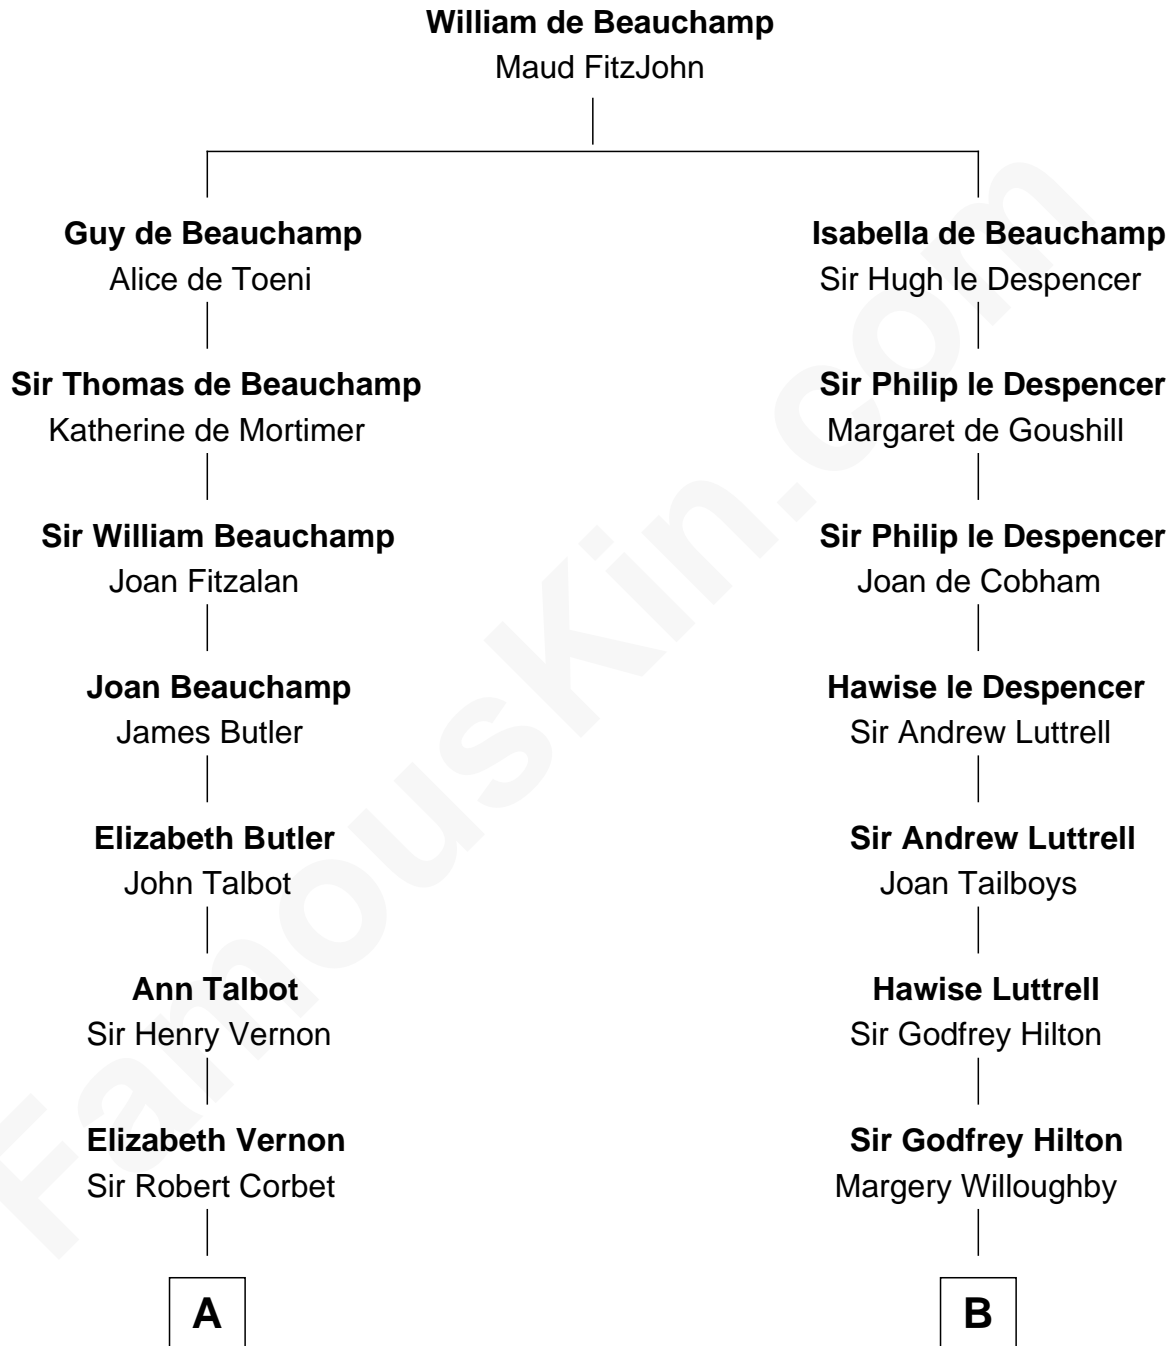 William de Beauchamp
Maud FitzJohn
Guy de Beauchamp
Alice de Toeni
Isabella de Beauchamp
Sir Hugh le Despencer
Sir Thomas de Beauchamp
Katherine de Mortimer
Sir Philip le Despencer
Margaret de Goushill
Sir William Beauchamp
Joan Fitzalan
Sir Philip le Despencer
Joan de Cobham
Joan Beauchamp
James Butler
Hawise le Despencer
Sir Andrew Luttrell
Elizabeth Butler
John Talbot
Sir Andrew Luttrell
Joan Tailboys
Ann Talbot
Sir Henry Vernon
Hawise Luttrell
Sir Godfrey Hilton
Elizabeth Vernon
Sir Robert Corbet
Sir Godfrey Hilton
Margery Willoughby
A
B
FamousKin.com